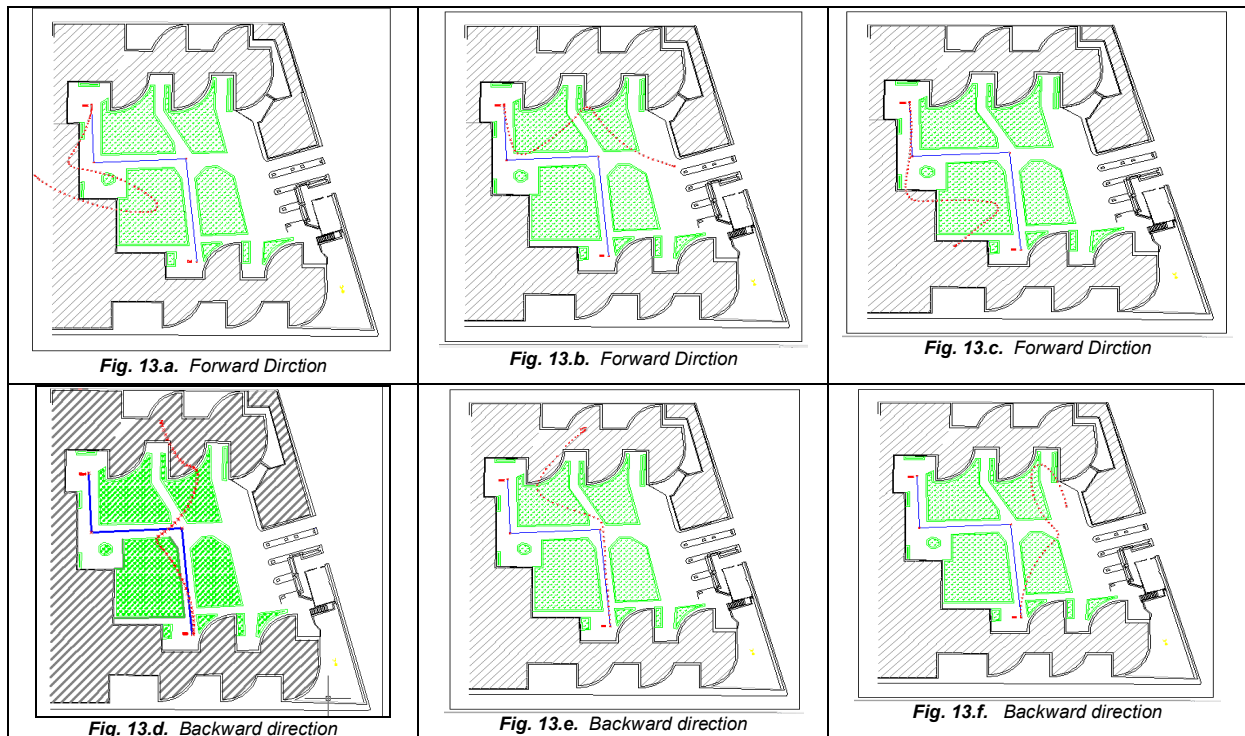 Fig. 13.a. Forward Dirction
Fig. 13.b. Forward Dirction
Fig. 13.c. Forward Dirction
Fig. 13.d. Backward direction
Fig. 13.e. Backward direction
Fig. 13.f. Backward direction